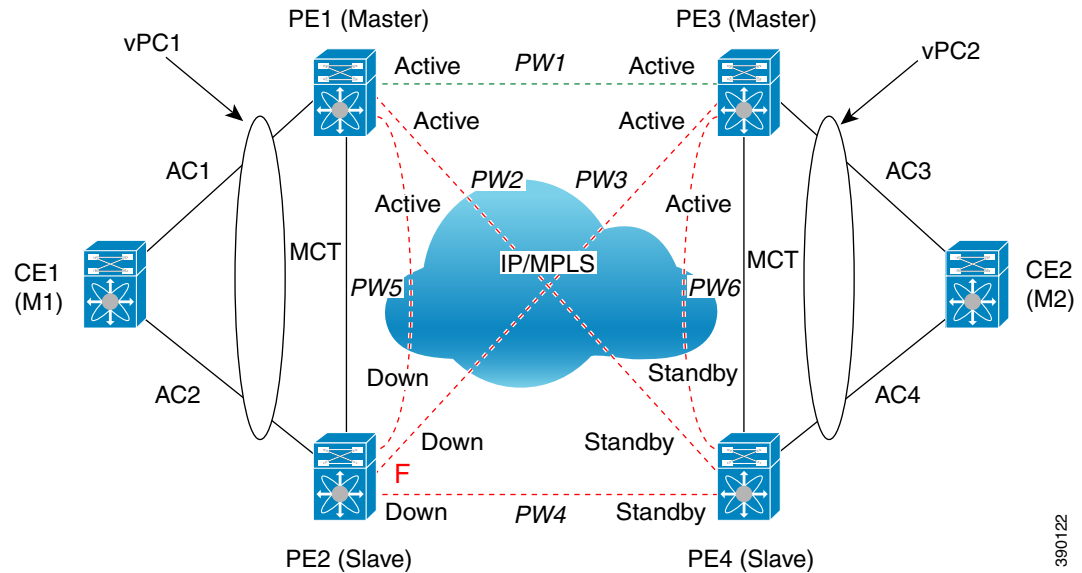 PE1 (Master)
PE3 (Master)
vPC1
vPC2
Active
PW1
Active
Active
Active
AC1
AC3
PW2
PW3
Active
Active
MCT
IP/MPLS
MCT
CE1
(M1)
CE2
(M2)
PW5
PW6
Down
Standby
AC2
AC4
Down
Standby
F
Down
PW4
Standby
PE2 (Slave)
PE4 (Slave)
390122